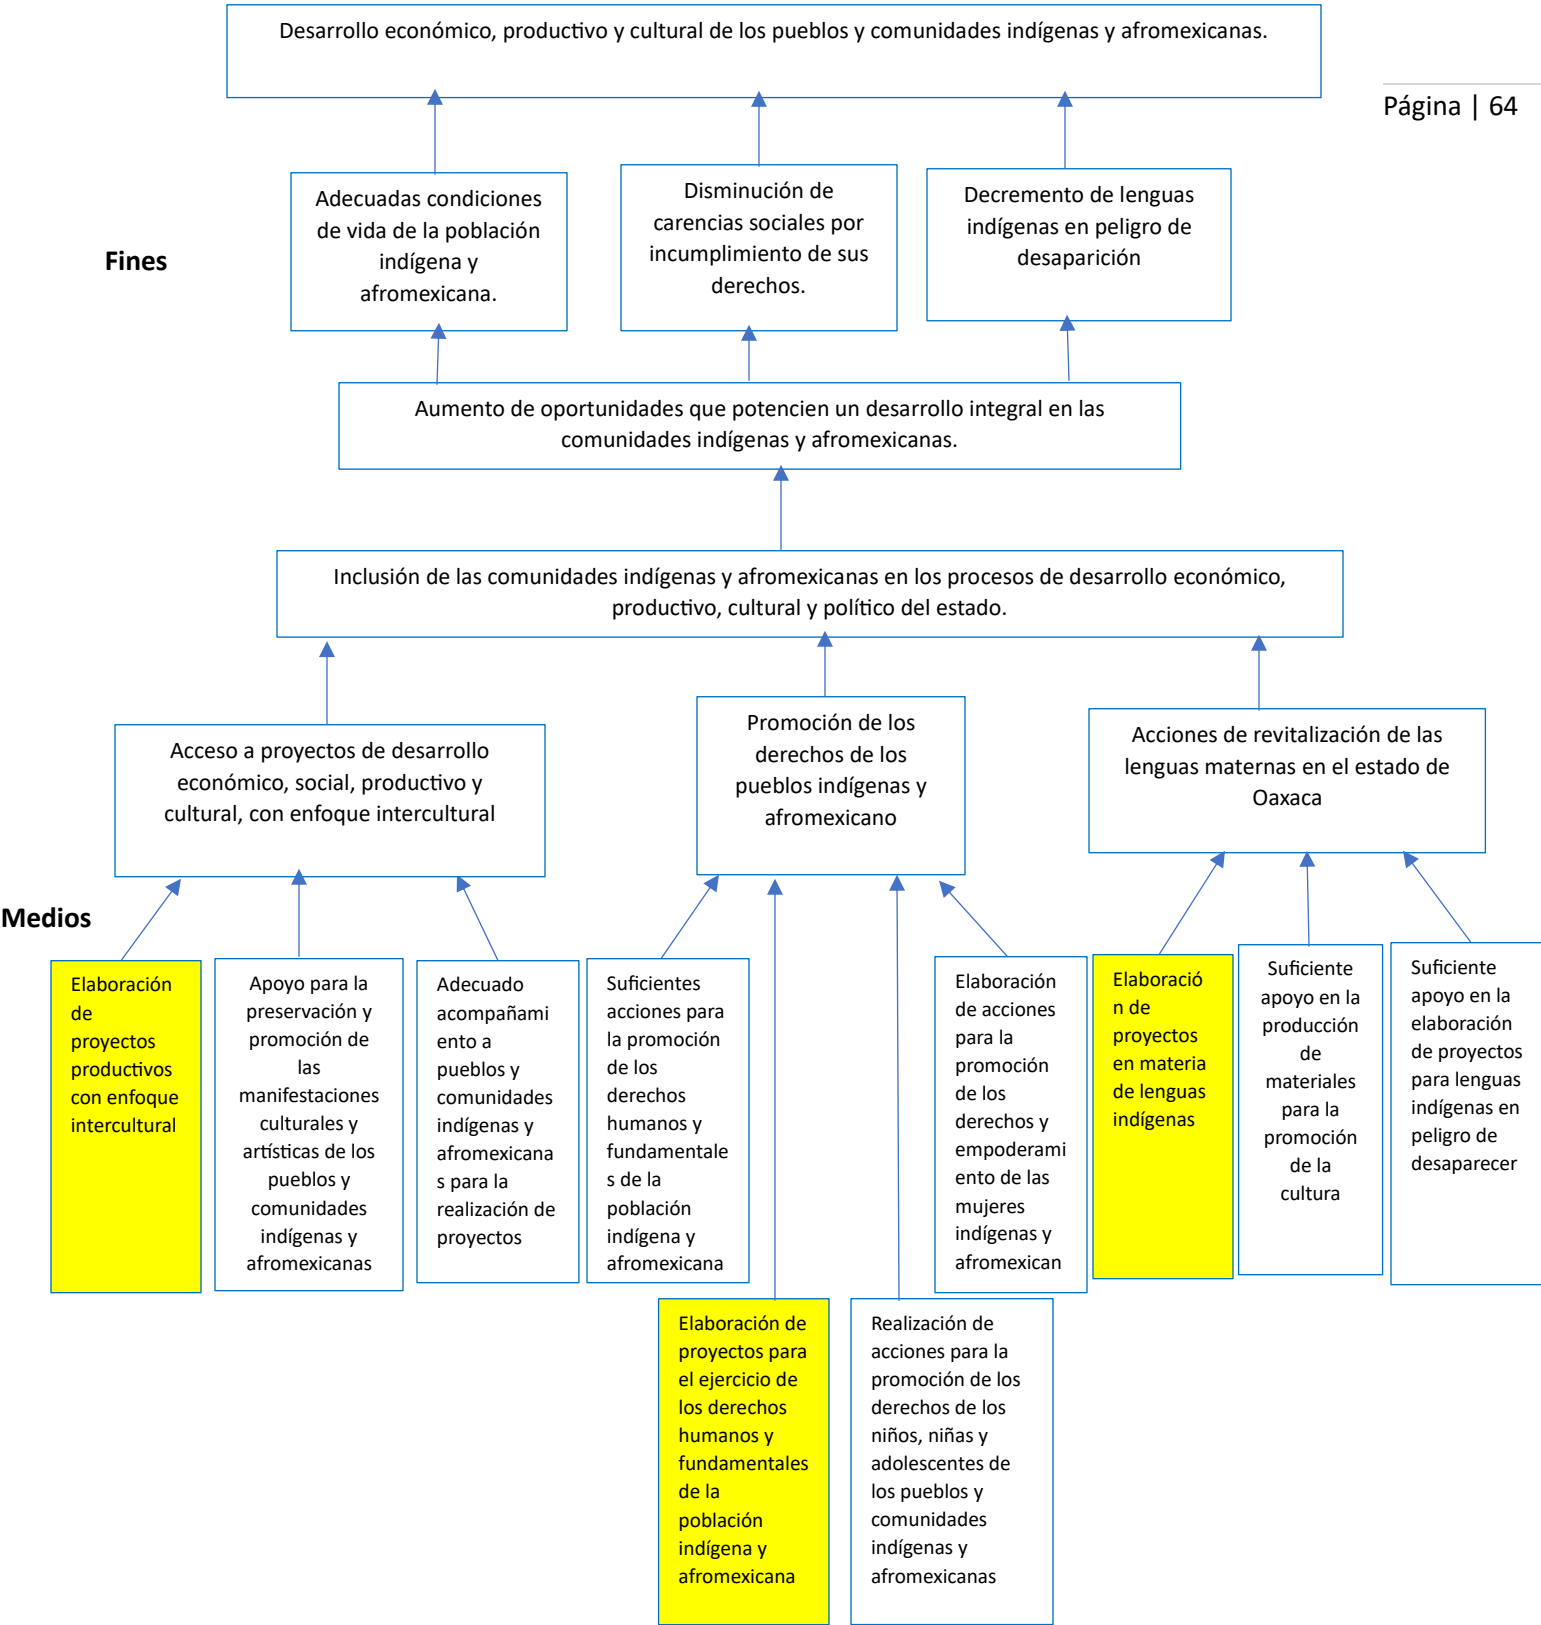 Desarrollo económico, productivo y cultural de los pueblos y comunidades indígenas y afromexicanas.
Página | 64
Adecuadas condiciones
de vida de la población
indígena y
afromexicana.
Disminución de
carencias sociales por
incumplimiento de sus
derechos.
Decremento de lenguas
indígenas en peligro de
desaparición
Fines
Aumento de oportunidades que potencien un desarrollo integral en las
comunidades indígenas y afromexicanas.
Inclusión de las comunidades indígenas y afromexicanas en los procesos de desarrollo económico,
productivo, cultural y político del estado.
Acceso a proyectos de desarrollo
económico, social, productivo y
cultural, con enfoque intercultural
Promoción de los
derechos de los
pueblos indígenas y
afromexicano
Acciones de revitalización de las
lenguas maternas en el estado de
Oaxaca
Medios
Elaboración
de
proyectos
productivos
con enfoque
intercultural
Apoyo para la
preservación y
promoción de
las
manifestaciones
culturales y
artísticas de los
pueblos y
comunidades
indígenas y
afromexicanas
Adecuado
acompañami
ento a
pueblos y
comunidades
indígenas y
afromexicana
s para la
realización de
proyectos
Suficientes
acciones para
la promoción
de los
derechos
humanos y
fundamentale
s de la
población
indígena y
afromexicana
Elaboración
de acciones
para la
promoción
de los
derechos y
empoderami
ento de las
mujeres
indígenas y
afromexican
Elaboració
n de
proyectos
en materia
de lenguas
indígenas
Suficiente
apoyo en la
producción
de
materiales
para la
promoción
de la
cultura
Suficiente
apoyo en la
elaboración
de proyectos
para lenguas
indígenas en
peligro de
desaparecer
Elaboración de
proyectos para
el ejercicio de
los derechos
humanos y
fundamentales
de la
población
indígena y
afromexicana
Realización de
acciones para la
promoción de los
derechos de los
niños, niñas y
adolescentes de
los pueblos y
comunidades
indígenas y
afromexicanas